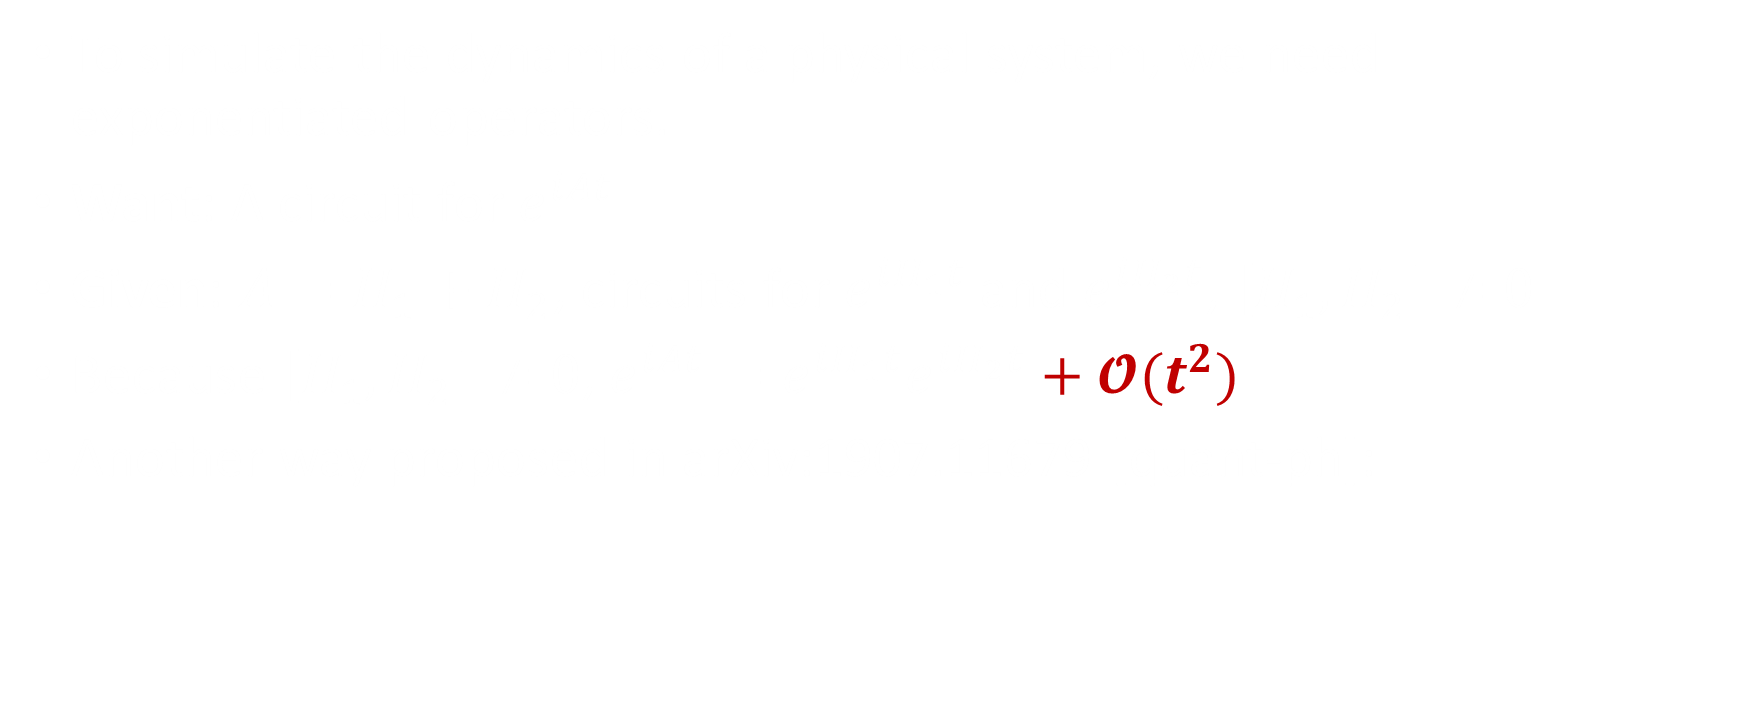 + 𝓞(𝒕²)